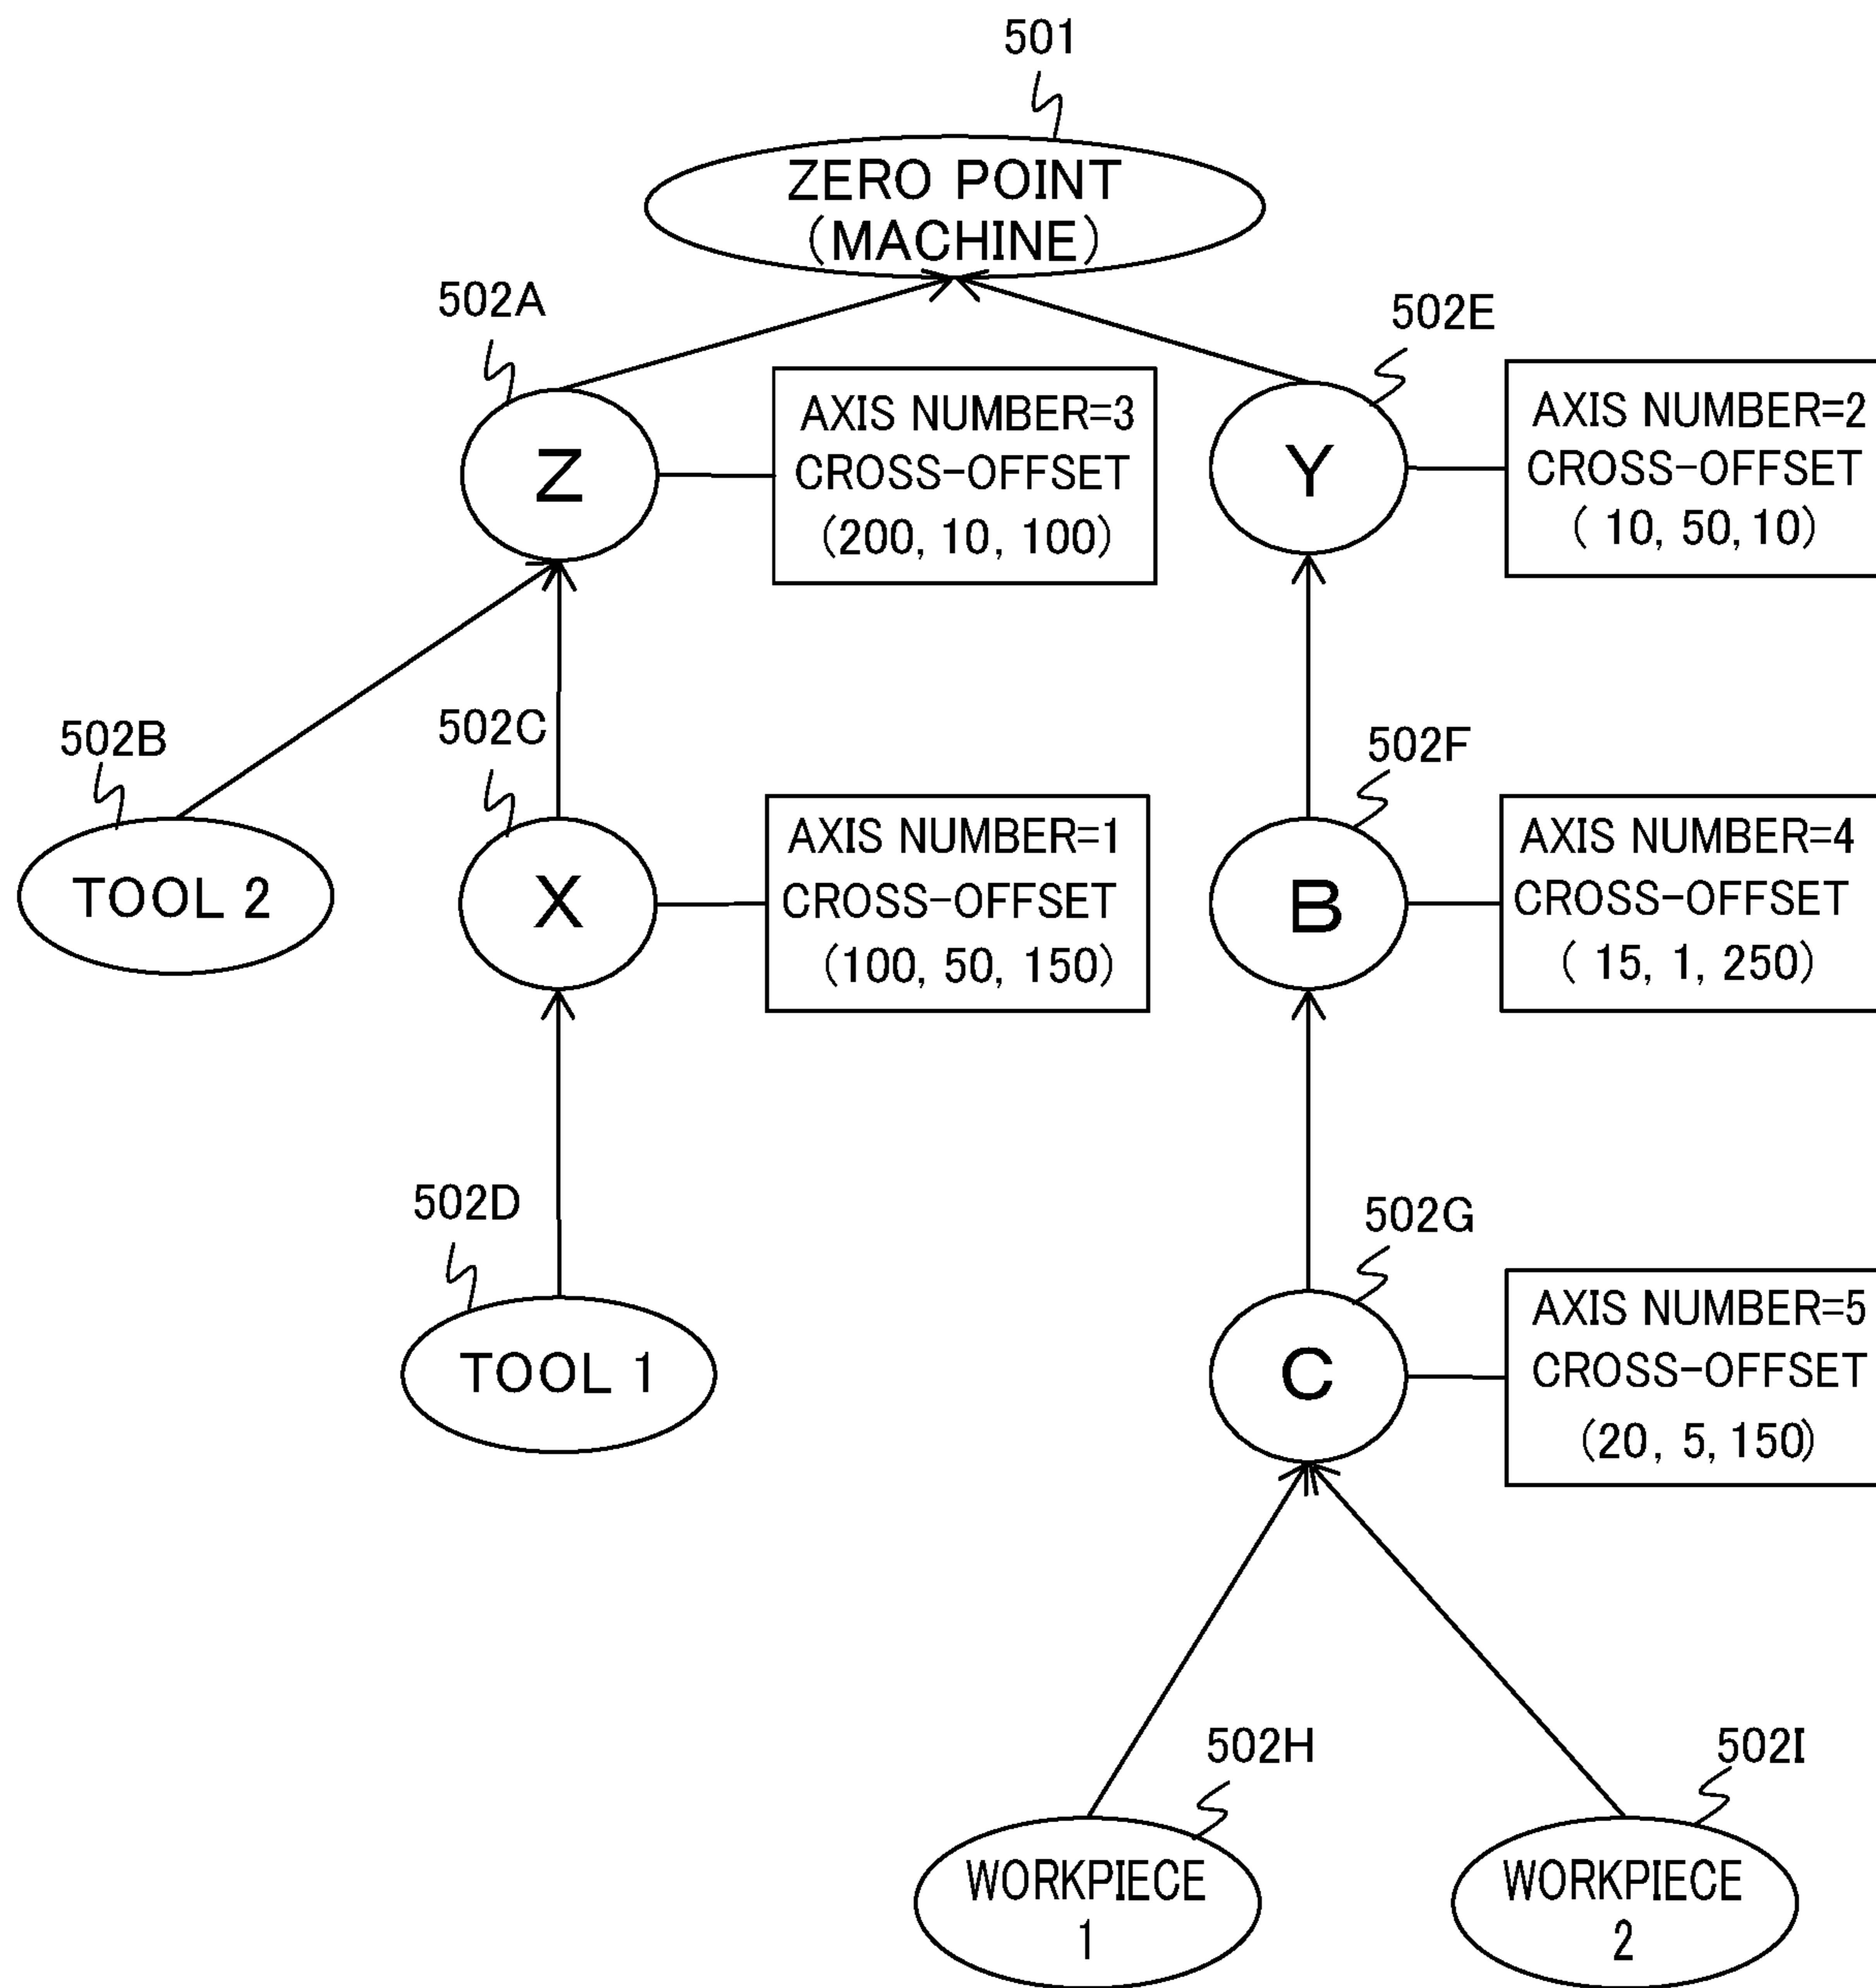 501
ZERO POINT
(MACHINE)
502A
502E
Z
AXIS NUMBER=3
CROSS-OFFSET
(200, 10, 100)
Y
AXIS NUMBER=2
CROSS-OFFSET
( 10, 50, 10)
502B
502C
502F
TOOL 2
X
AXIS NUMBER=1
CROSS-OFFSET
(100, 50, 150)
B
AXIS NUMBER=4
CROSS-OFFSET
( 15, 1, 250)
502D
502G
TOOL 1
C
AXIS NUMBER=5
CROSS-OFFSET
(20, 5, 150)
502H
502I
WORKPIECE
1
WORKPIECE
2